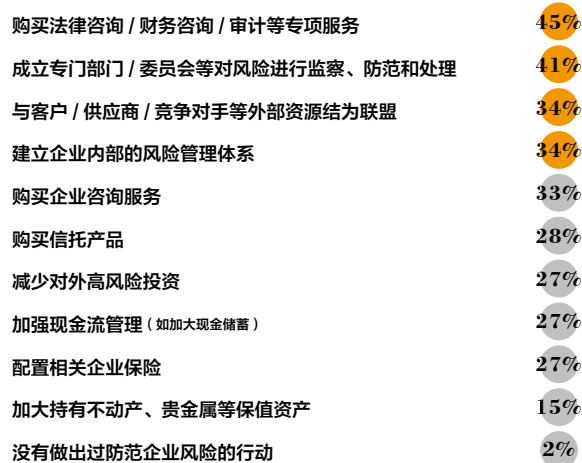 购买法律咨询 / 财务咨询 / 审计等专项服务 45%
成立专门部门 / 委员会等对风险进行监察、防范和处理 41%
与客户 / 供应商 / 竞争对手等外部资源结为联盟 34%
建立企业内部的风险管理体系 34%
购买企业咨询服务 33%
购买信托产品 28%
减少对外高风险投资 27%
加强现金流管理（如加大现金储蓄） 27%
配置相关企业保险 27%
加大持有不动产、贵金属等保值资产 15%
没有做出过防范企业风险的行动 2%